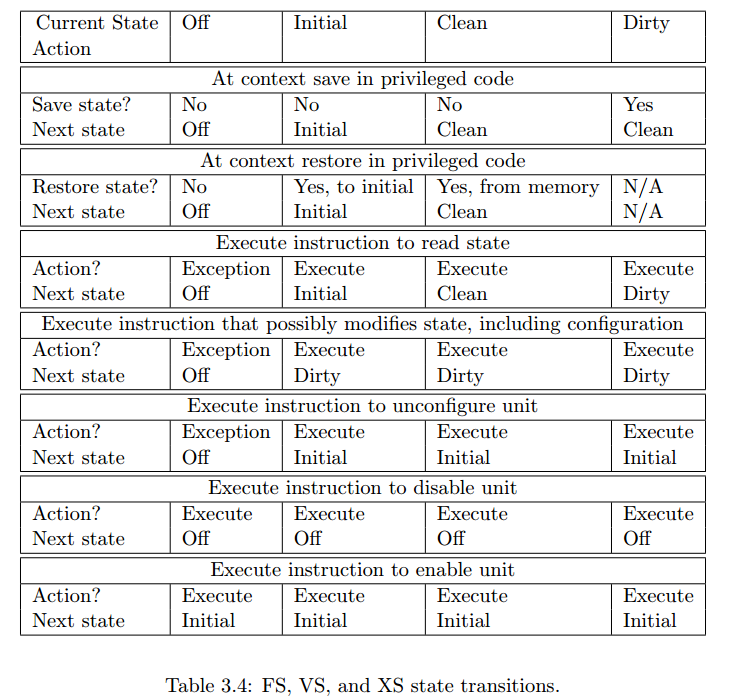 Current State Off Initial Clean Dirty
Action
At context save in privileged code
Save state? No No No Yes
Next state Off Initial Clean Clean
At context restore in privileged code
Restore state? No Yes, to initial Yes, from memory N/A
Next state Off Initial Clean N/A
Execute instruction to read state
Action? Exception Execute Execute Execute
Next state Off Initial Clean Dirty
Execute instruction that possibly modifies state, including configuration
Action? Exception Execute Execute Execute
Next state Off Dirty Dirty Dirty
Execute instruction to unconfigure unit
Action? Exception Execute Execute Execute
Next state Off Initial Initial Initial
Execute instruction to disable unit
Action? Execute Execute Execute Execute
Next state Off Off Off Off
Execute instruction to enable unit
Action? Execute Execute Execute Execute
Next state Initial Initial Initial Initial
Table 3.4: FS, VS, and XS state transitions.